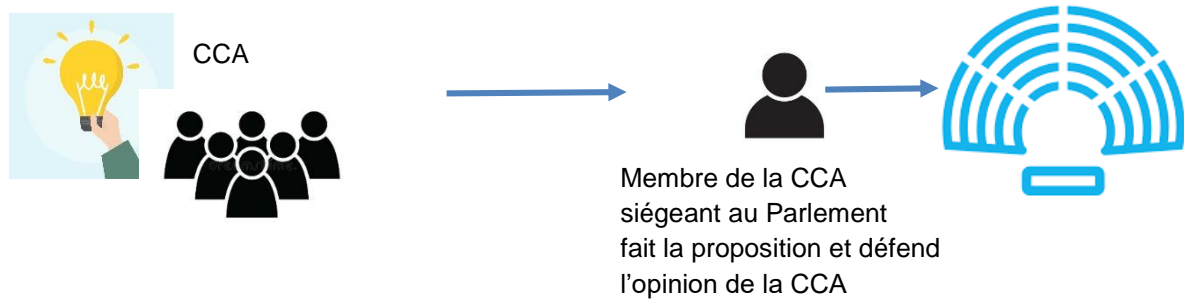 CCA
Membre de la CCA
siégeant au Parlement
fait la proposition et défend
l’opinion de la CCA